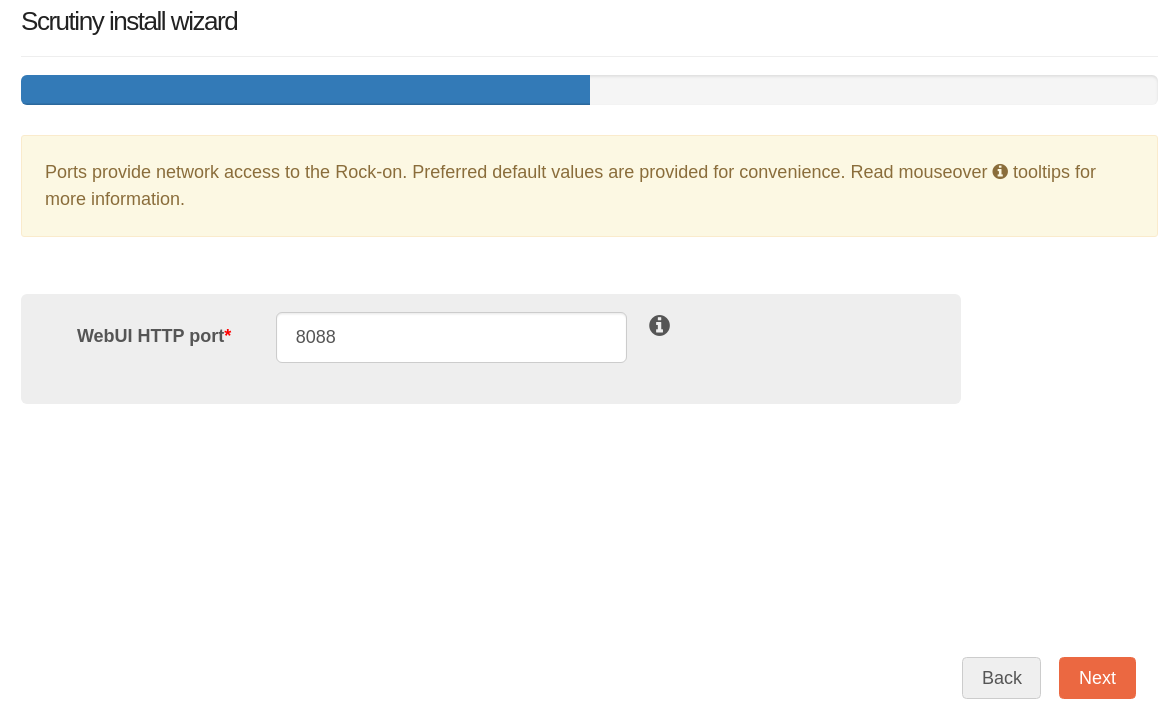 Scrutiny install wizard
Ports provide network access to the Rock-on. Preferred default values are provided for convenience. Read mouseover tooltips for
more information.
WebUI HTTP port* 8088
Back Next